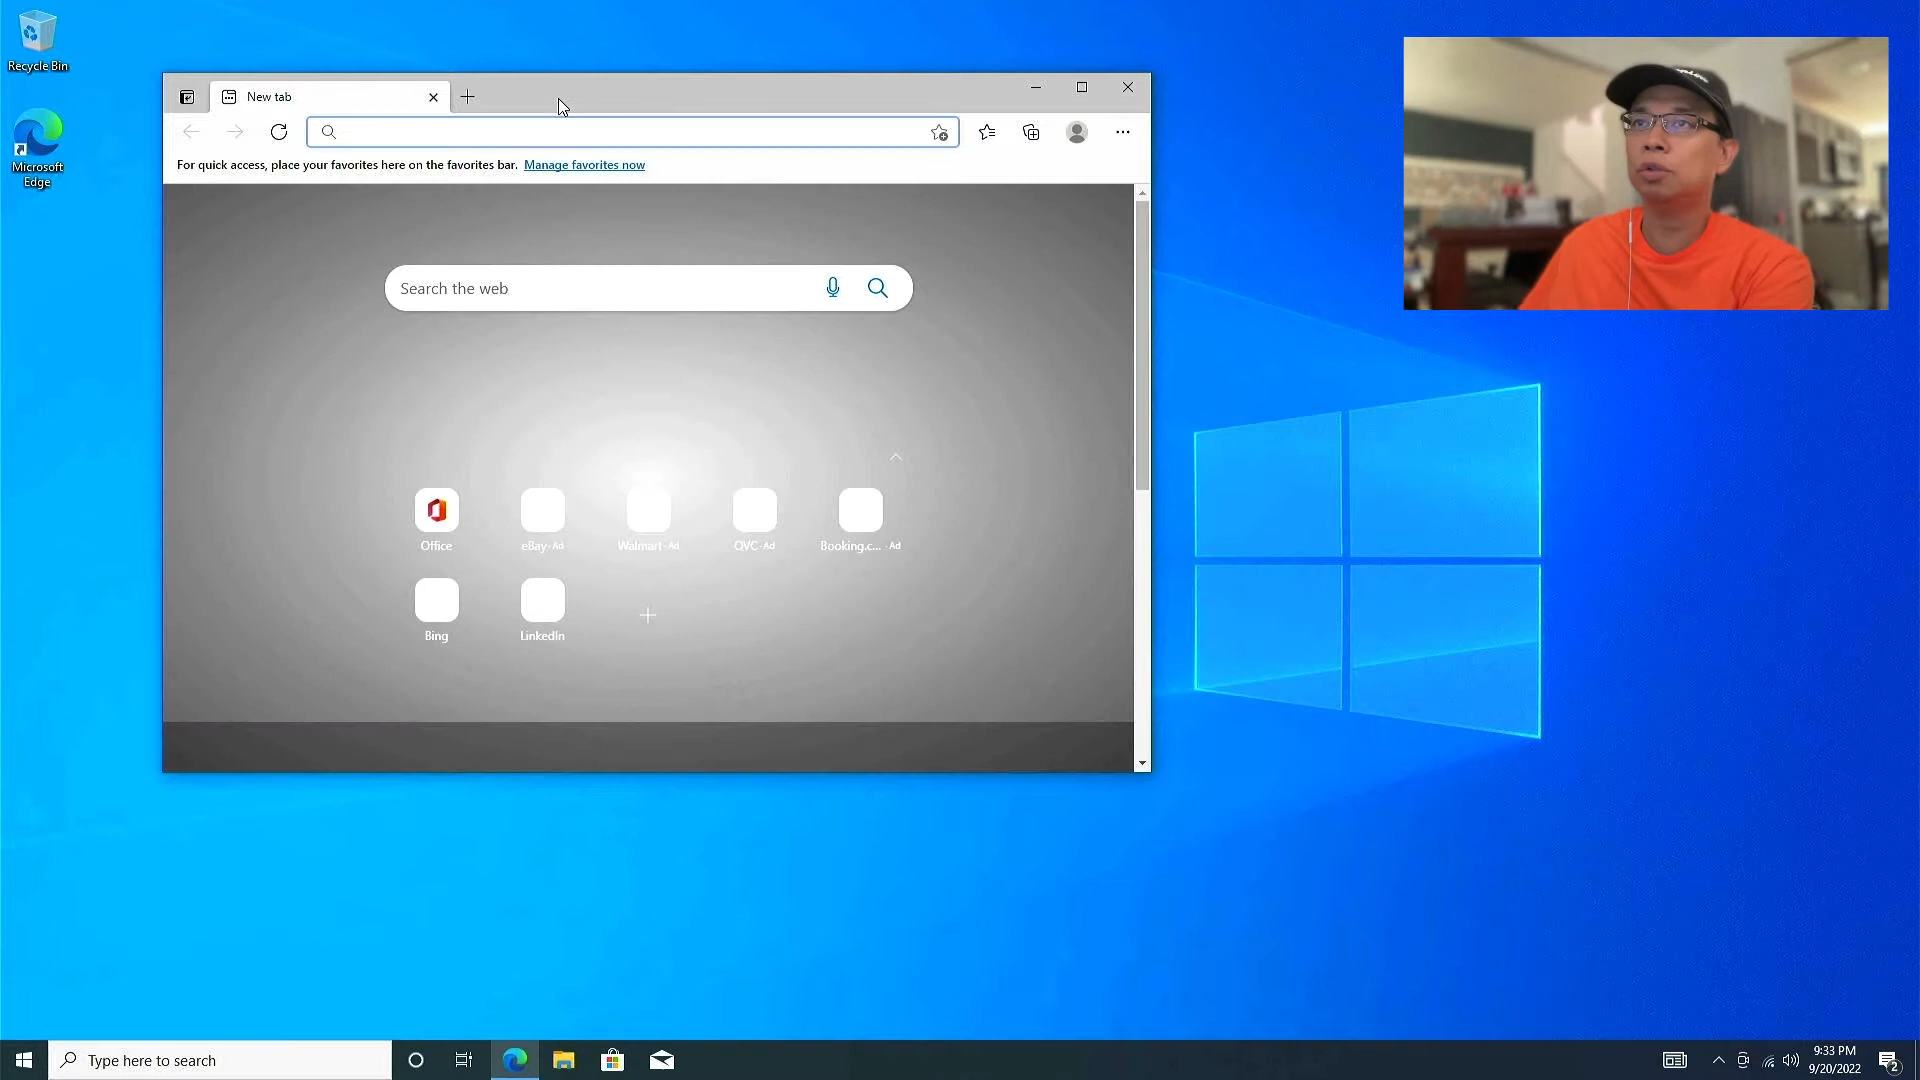 Recycle Bin
Microsoft
Edge
New tab
For quick access, place your favorites here on the favorites bar. Manage favorites now
Search the web
Office
eBay · Ad
Walmart · Ad
QVC · Ad
Booking.c... · Ad
Bing
LinkedIn
Type here to search
9:33 PM
9/20/2022
2